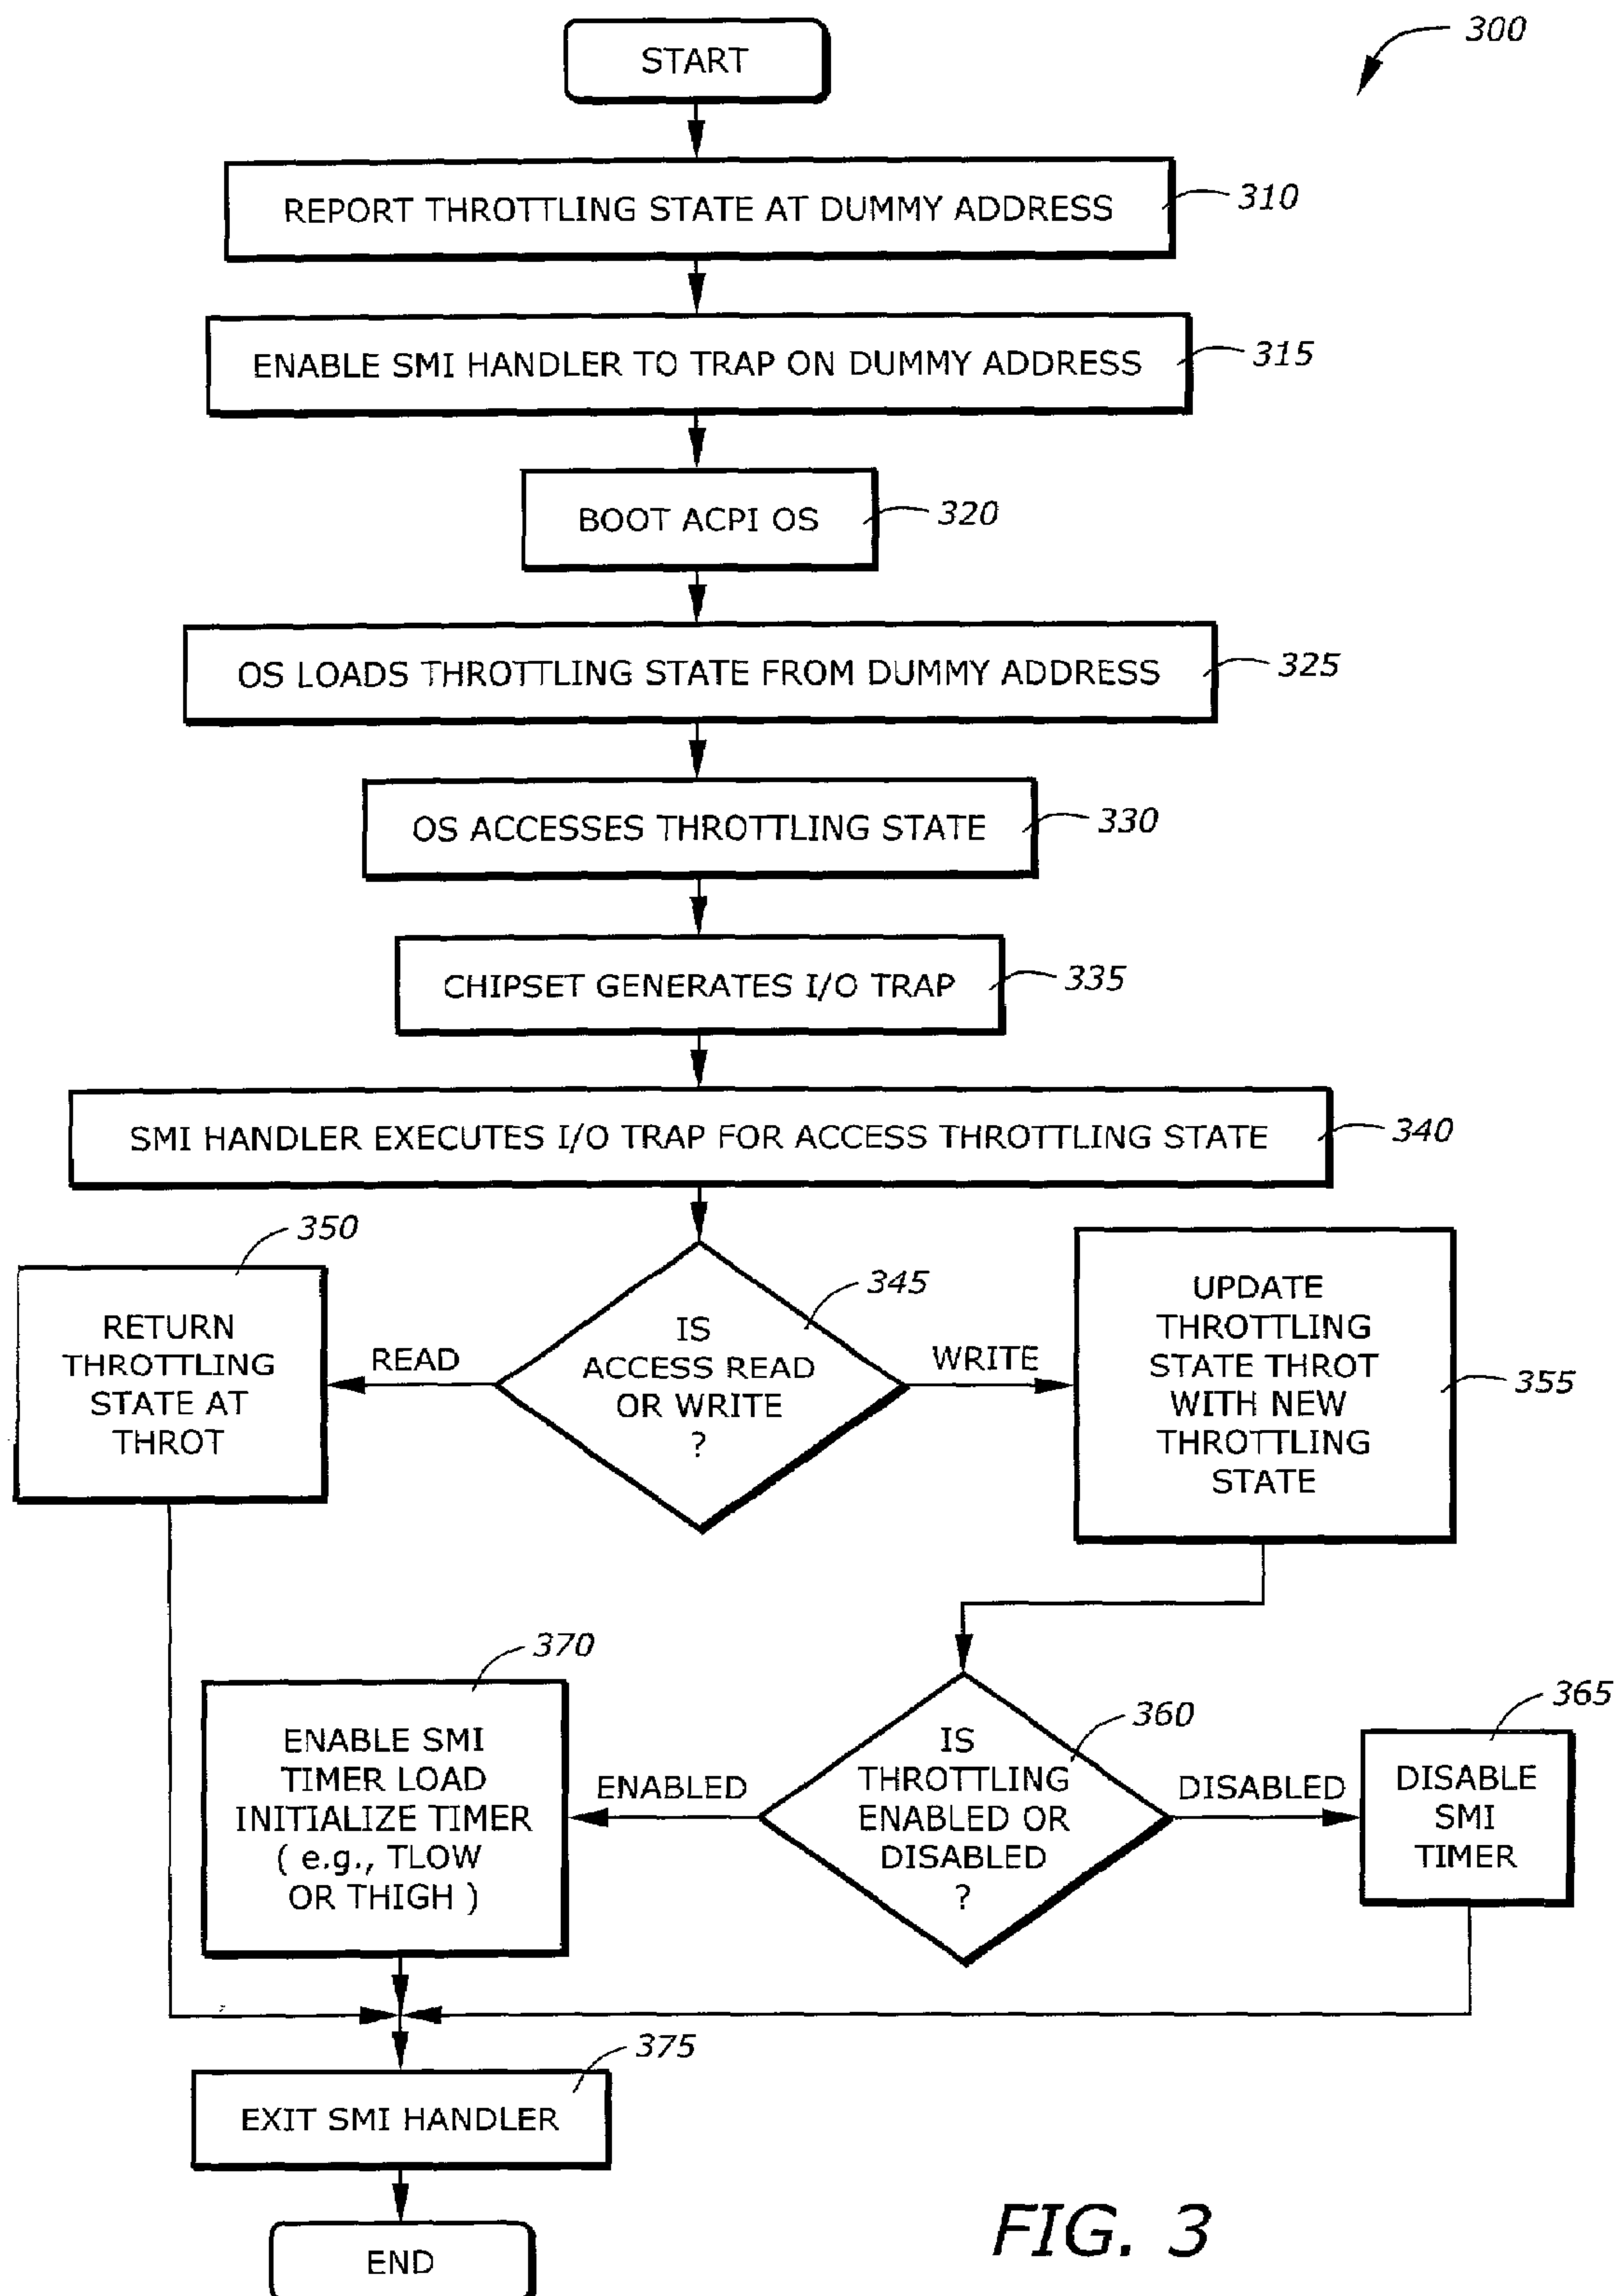 START
300
REPORT THROTTLING STATE AT DUMMY ADDRESS
310
ENABLE SMI HANDLER TO TRAP ON DUMMY ADDRESS
315
BOOT ACPI OS
320
OS LOADS THROTTLING STATE FROM DUMMY ADDRESS
325
OS ACCESSES THROTTLING STATE
330
CHIPSET GENERATES I/O TRAP
335
SMI HANDLER EXECUTES I/O TRAP FOR ACCESS THROTTLING STATE
340
350
RETURN
THROTTLING
STATE AT
THROT
READ
345
IS
ACCESS READ
OR WRITE
?
WRITE
UPDATE
THROTTLING
STATE THROT
WITH NEW
THROTTLING
STATE
355
370
ENABLE SMI
TIMER LOAD
INITIALIZE TIMER
( e.g., TLOW
OR THIGH )
ENABLED
360
IS
THROTTLING
ENABLED OR
DISABLED
?
DISABLED
365
DISABLE
SMI
TIMER
375
EXIT SMI HANDLER
END
FIG. 3